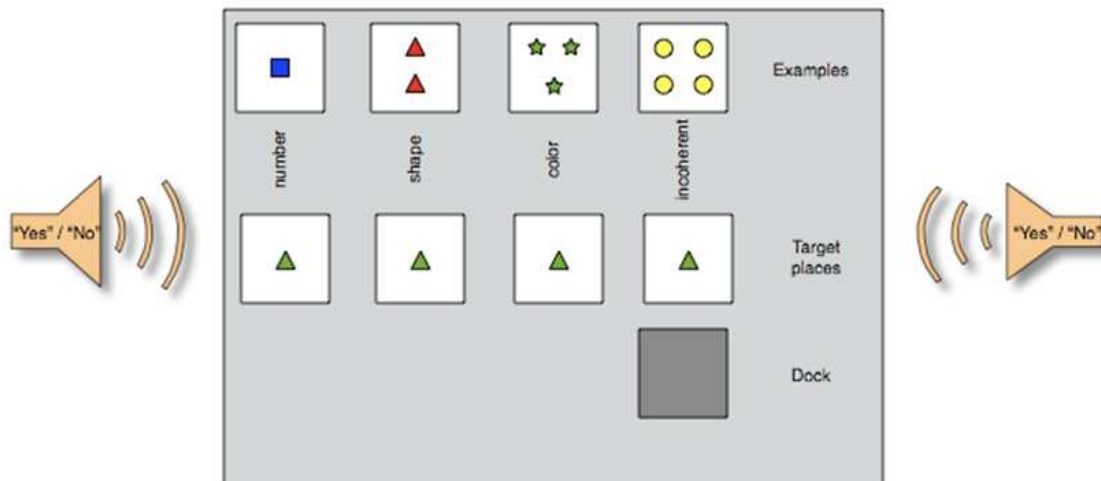 Examples
number
shape
color
incoherent
"Yes" / "No"
"Yes" / "No"
Target
places
Dock